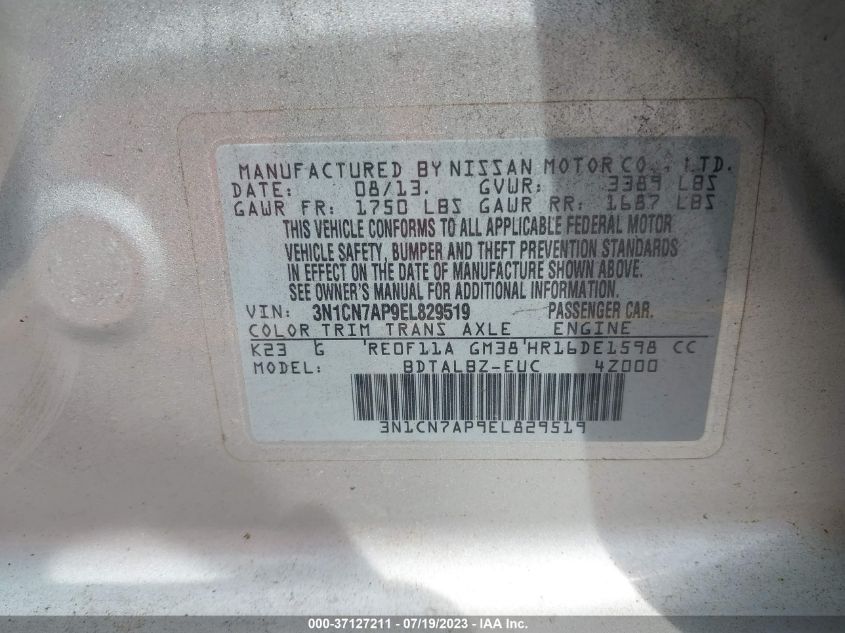 MANUFACTURED BY NISSAN MOTOR CO., LTD.
DATE: 08/13. GVWR: 3389 LBS
GAWR FR: 1750 LBS GAWR RR: 1687 LBS
THIS VEHICLE CONFORMS TO ALL APPLICABLE FEDERAL MOTOR
VEHICLE SAFETY, BUMPER AND THEFT PREVENTION STANDARDS
IN EFFECT ON THE DATE OF MANUFACTURE SHOWN ABOVE.
SEE OWNER'S MANUAL FOR ADDITIONAL INFORMATION.
VIN: 3N1CN7AP9EL829519 PASSENGER CAR.
COLOR TRIM TRANS AXLE ENGINE
K23 G RE0F11A GM38 HR16DE1598 CC
MODEL: BDTALBZ-EUC 4Z000
3N1CN7AP9EL829519
000-37127211 - 07/19/2023 - IAA Inc.